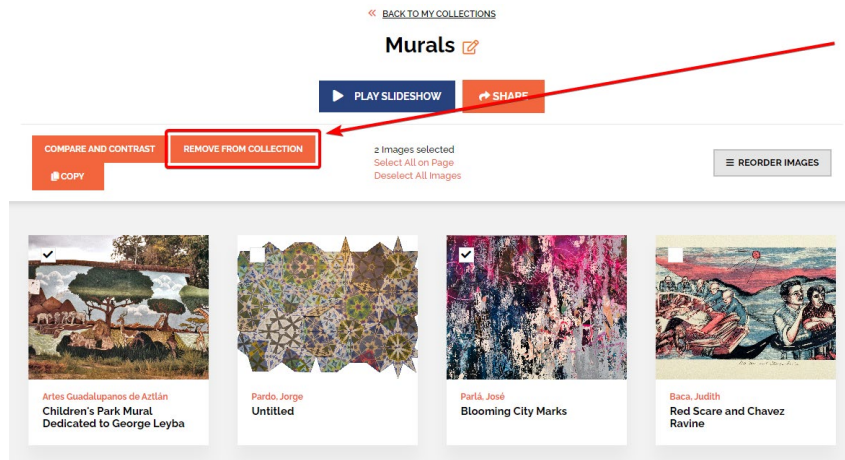 « BACK TO MY COLLECTIONS
Murals
PLAY SLIDESHOW
SHARE
COMPARE AND CONTRAST
REMOVE FROM COLLECTION
COPY
2 Images selected
Select All on Page
Deselect All Images
REORDER IMAGES
Artes Guadalupanos de Aztlán
Children's Park Mural
Dedicated to George Leyba
Pardo, Jorge
Untitled
Parlá, José
Blooming City Marks
Baca, Judith
Red Scare and Chavez
Ravine